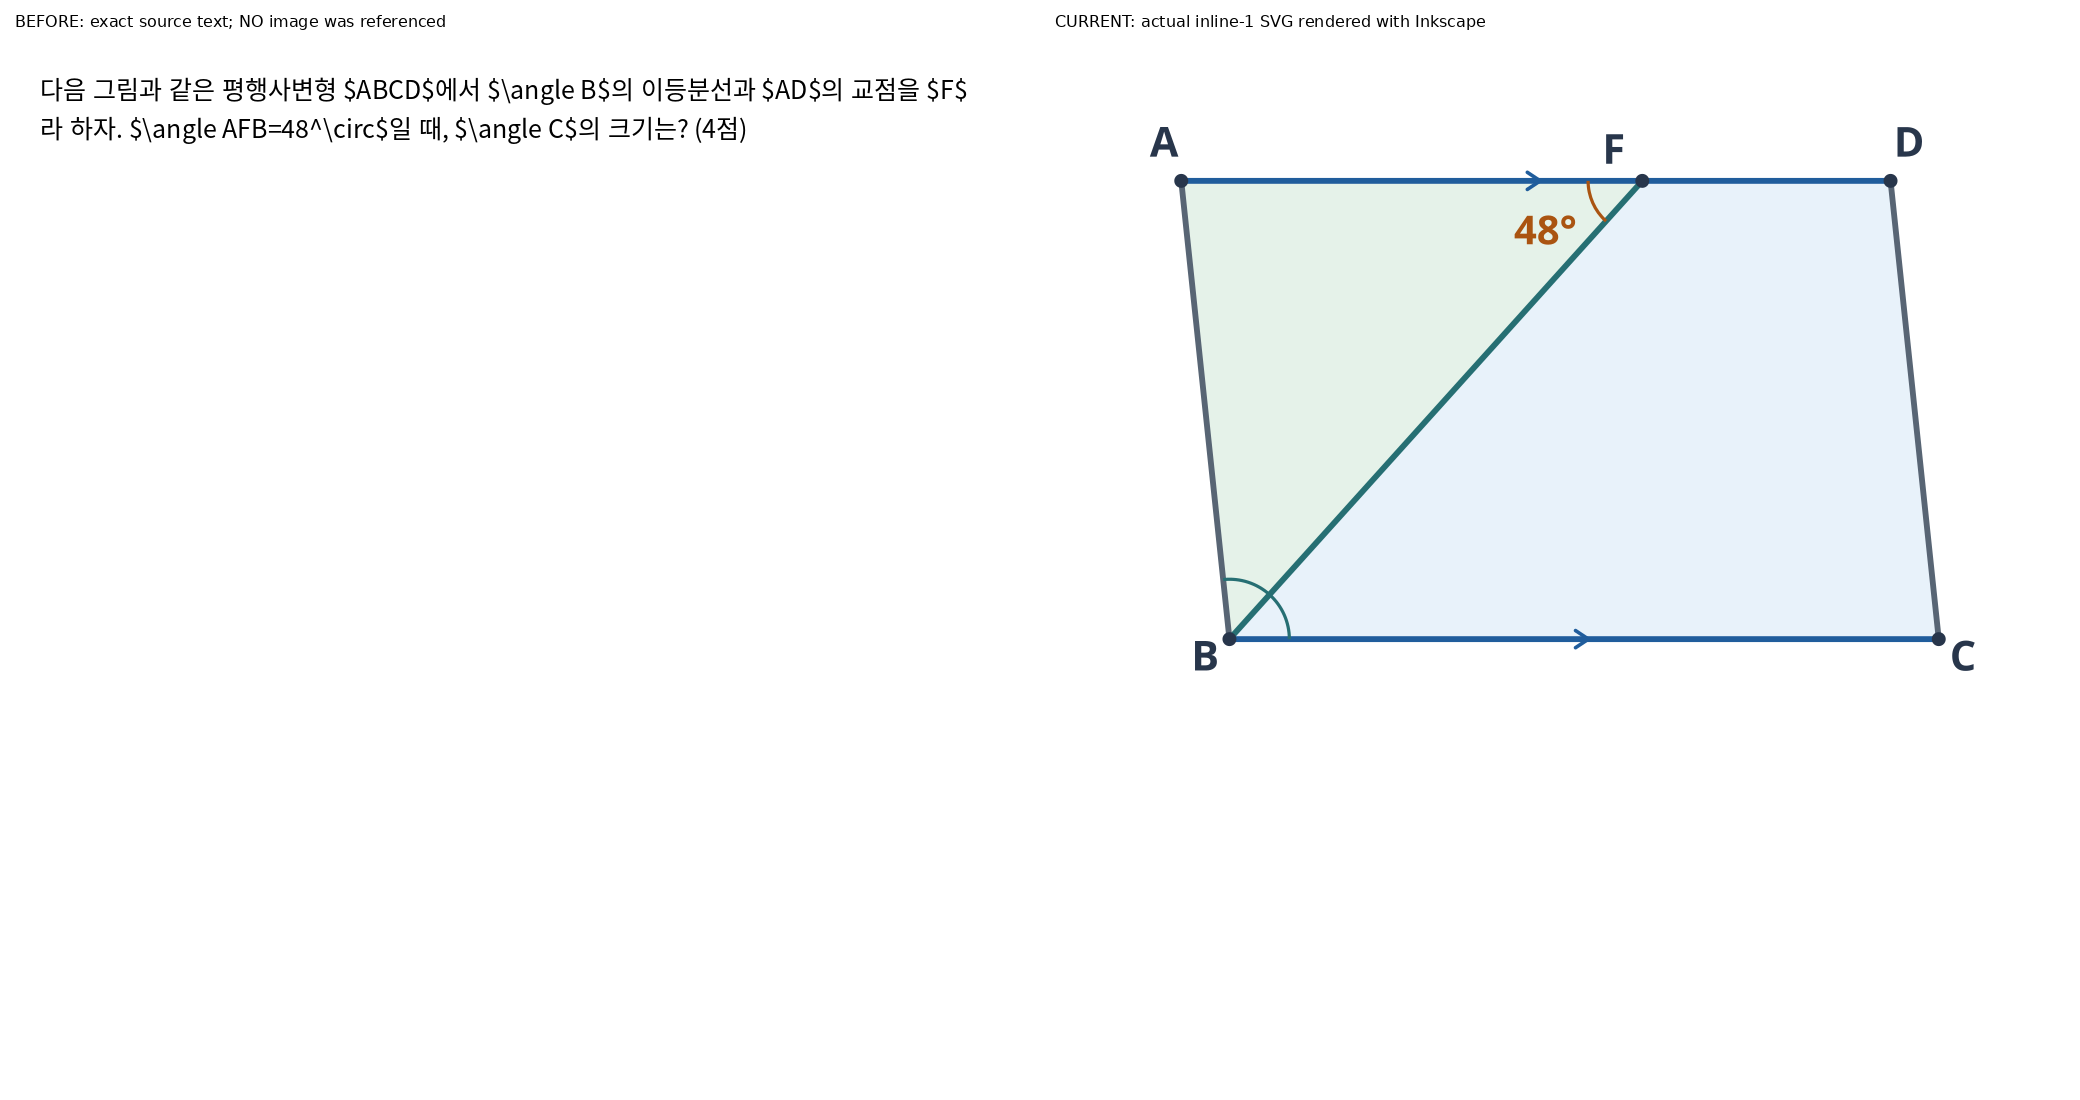 BEFORE: exact source text; NO image was referenced
다음 그림과 같은 평행사변형 $ABCD$에서 $\angle B$의 이등분선과 $AD$의 교점을 $F$
라 하자. $\angle AFB=48^\circ$일 때, $\angle C$의 크기는? (4점)
CURRENT: actual inline-1 SVG rendered with Inkscape
A
F
D
48°
B
C